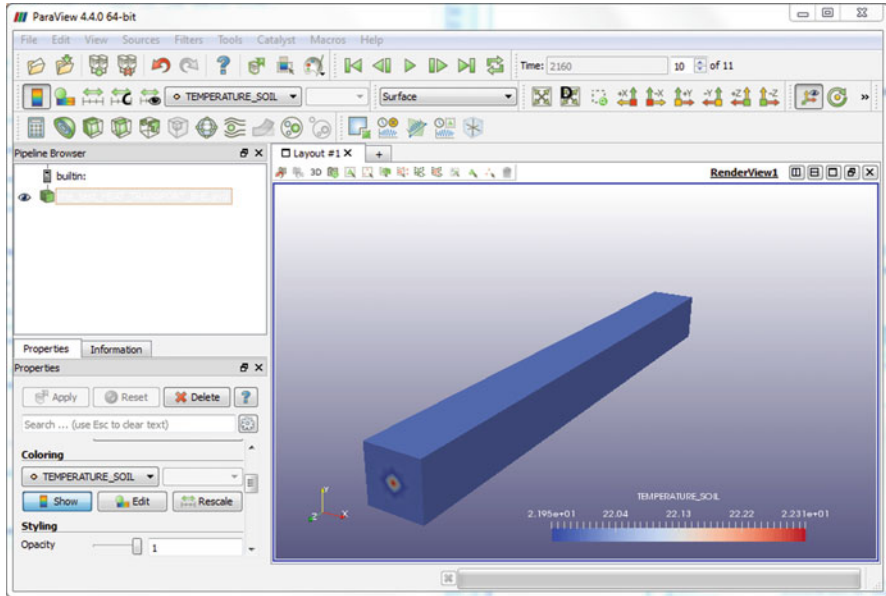 ParaView 4.4.0 64-bit
File Edit View Sources Filters Tools Catalyst Macros Help
Time: 2160 10 of 11
TEMPERATURE_SOIL Surface
Pipeline Browser
Layout #1 +
builtin:
3D
RenderView1
Properties Information
Properties
Apply Reset Delete ?
Search ... (use Esc to clear text)
Coloring
TEMPERATURE_SOIL
Show Edit Rescale
Styling
Opacity 1
Y
Z X
TEMPERATURE_SOIL
2.195e+01 22.04 22.13 22.22 2.231e+01